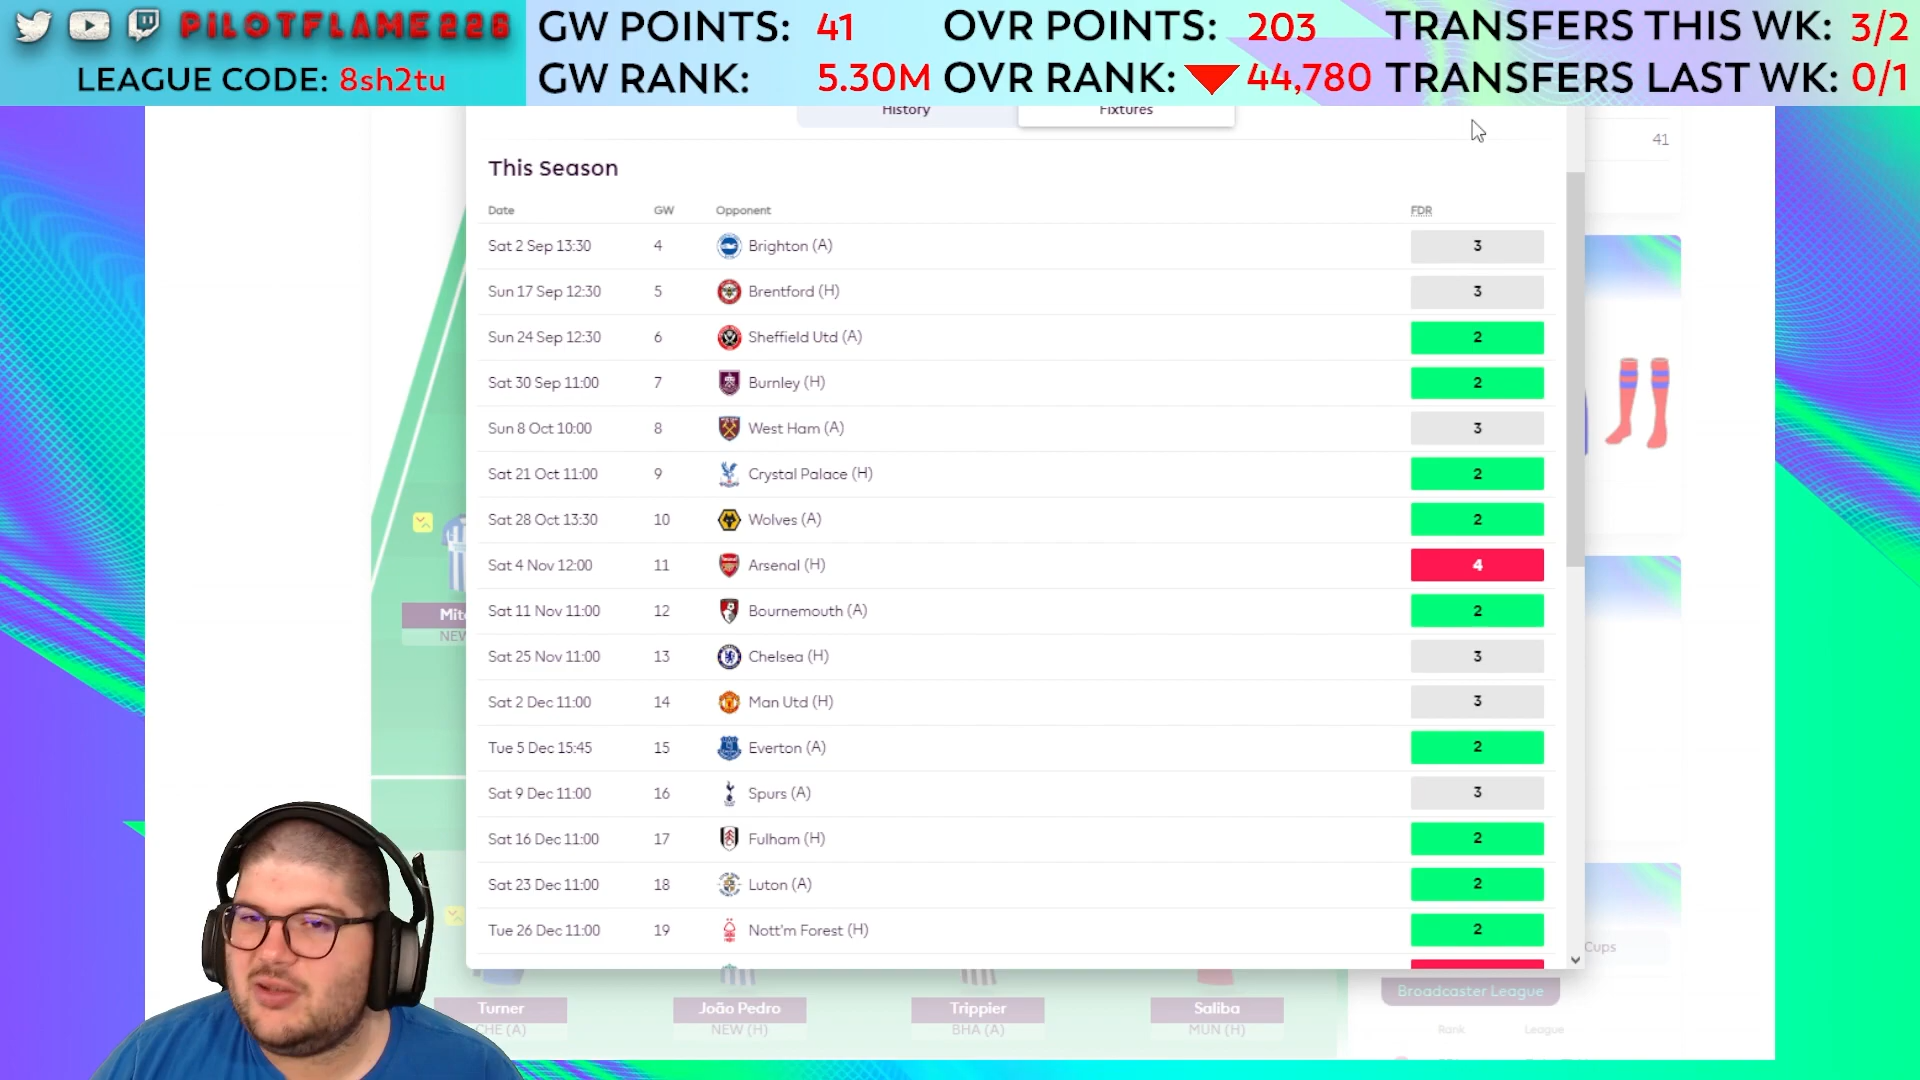 PILOTFLAME226
LEAGUE CODE: 8sh2tu
GW POINTS: 41 OVR POINTS: 203 TRANSFERS THIS WK: 3/2
GW RANK: 5.30M OVR RANK: 44,780 TRANSFERS LAST WK: 0/1
History Fixtures
41
This Season
Date GW Opponent FDR
Sat 2 Sep 13:30 4 Brighton (A) 3
Sun 17 Sep 12:30 5 Brentford (H) 3
Sun 24 Sep 12:30 6 Sheffield Utd (A) 2
Sat 30 Sep 11:00 7 Burnley (H) 2
Sun 8 Oct 10:00 8 West Ham (A) 3
Sat 21 Oct 11:00 9 Crystal Palace (H) 2
Sat 28 Oct 13:30 10 Wolves (A) 2
Sat 4 Nov 12:00 11 Arsenal (H) 4
Sat 11 Nov 11:00 12 Bournemouth (A) 2
Sat 25 Nov 11:00 13 Chelsea (H) 3
Sat 2 Dec 11:00 14 Man Utd (H) 3
Tue 5 Dec 15:45 15 Everton (A) 2
Sat 9 Dec 11:00 16 Spurs (A) 3
Sat 16 Dec 11:00 17 Fulham (H) 2
Sat 23 Dec 11:00 18 Luton (A) 2
Tue 26 Dec 11:00 19 Nott'm Forest (H) 2
Mito
NEW
Cups
Broadcaster League
Rank League
Turner João Pedro Trippier Saliba
CHE (A) NEW (H) BHA (A) MUN (H)